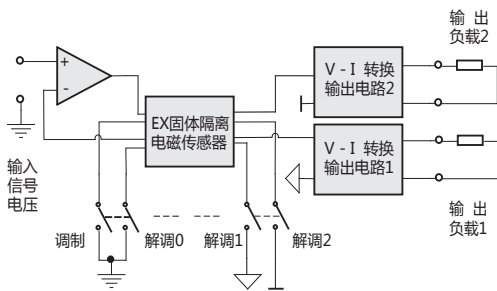 输 出
负载2
V - I 转换
输出电路2
+
-
EX固体隔离
电磁传感器
V - I 转换
输出电路1
输入
信号
电压
输 出
负载1
调制
解调0
解调1
解调2